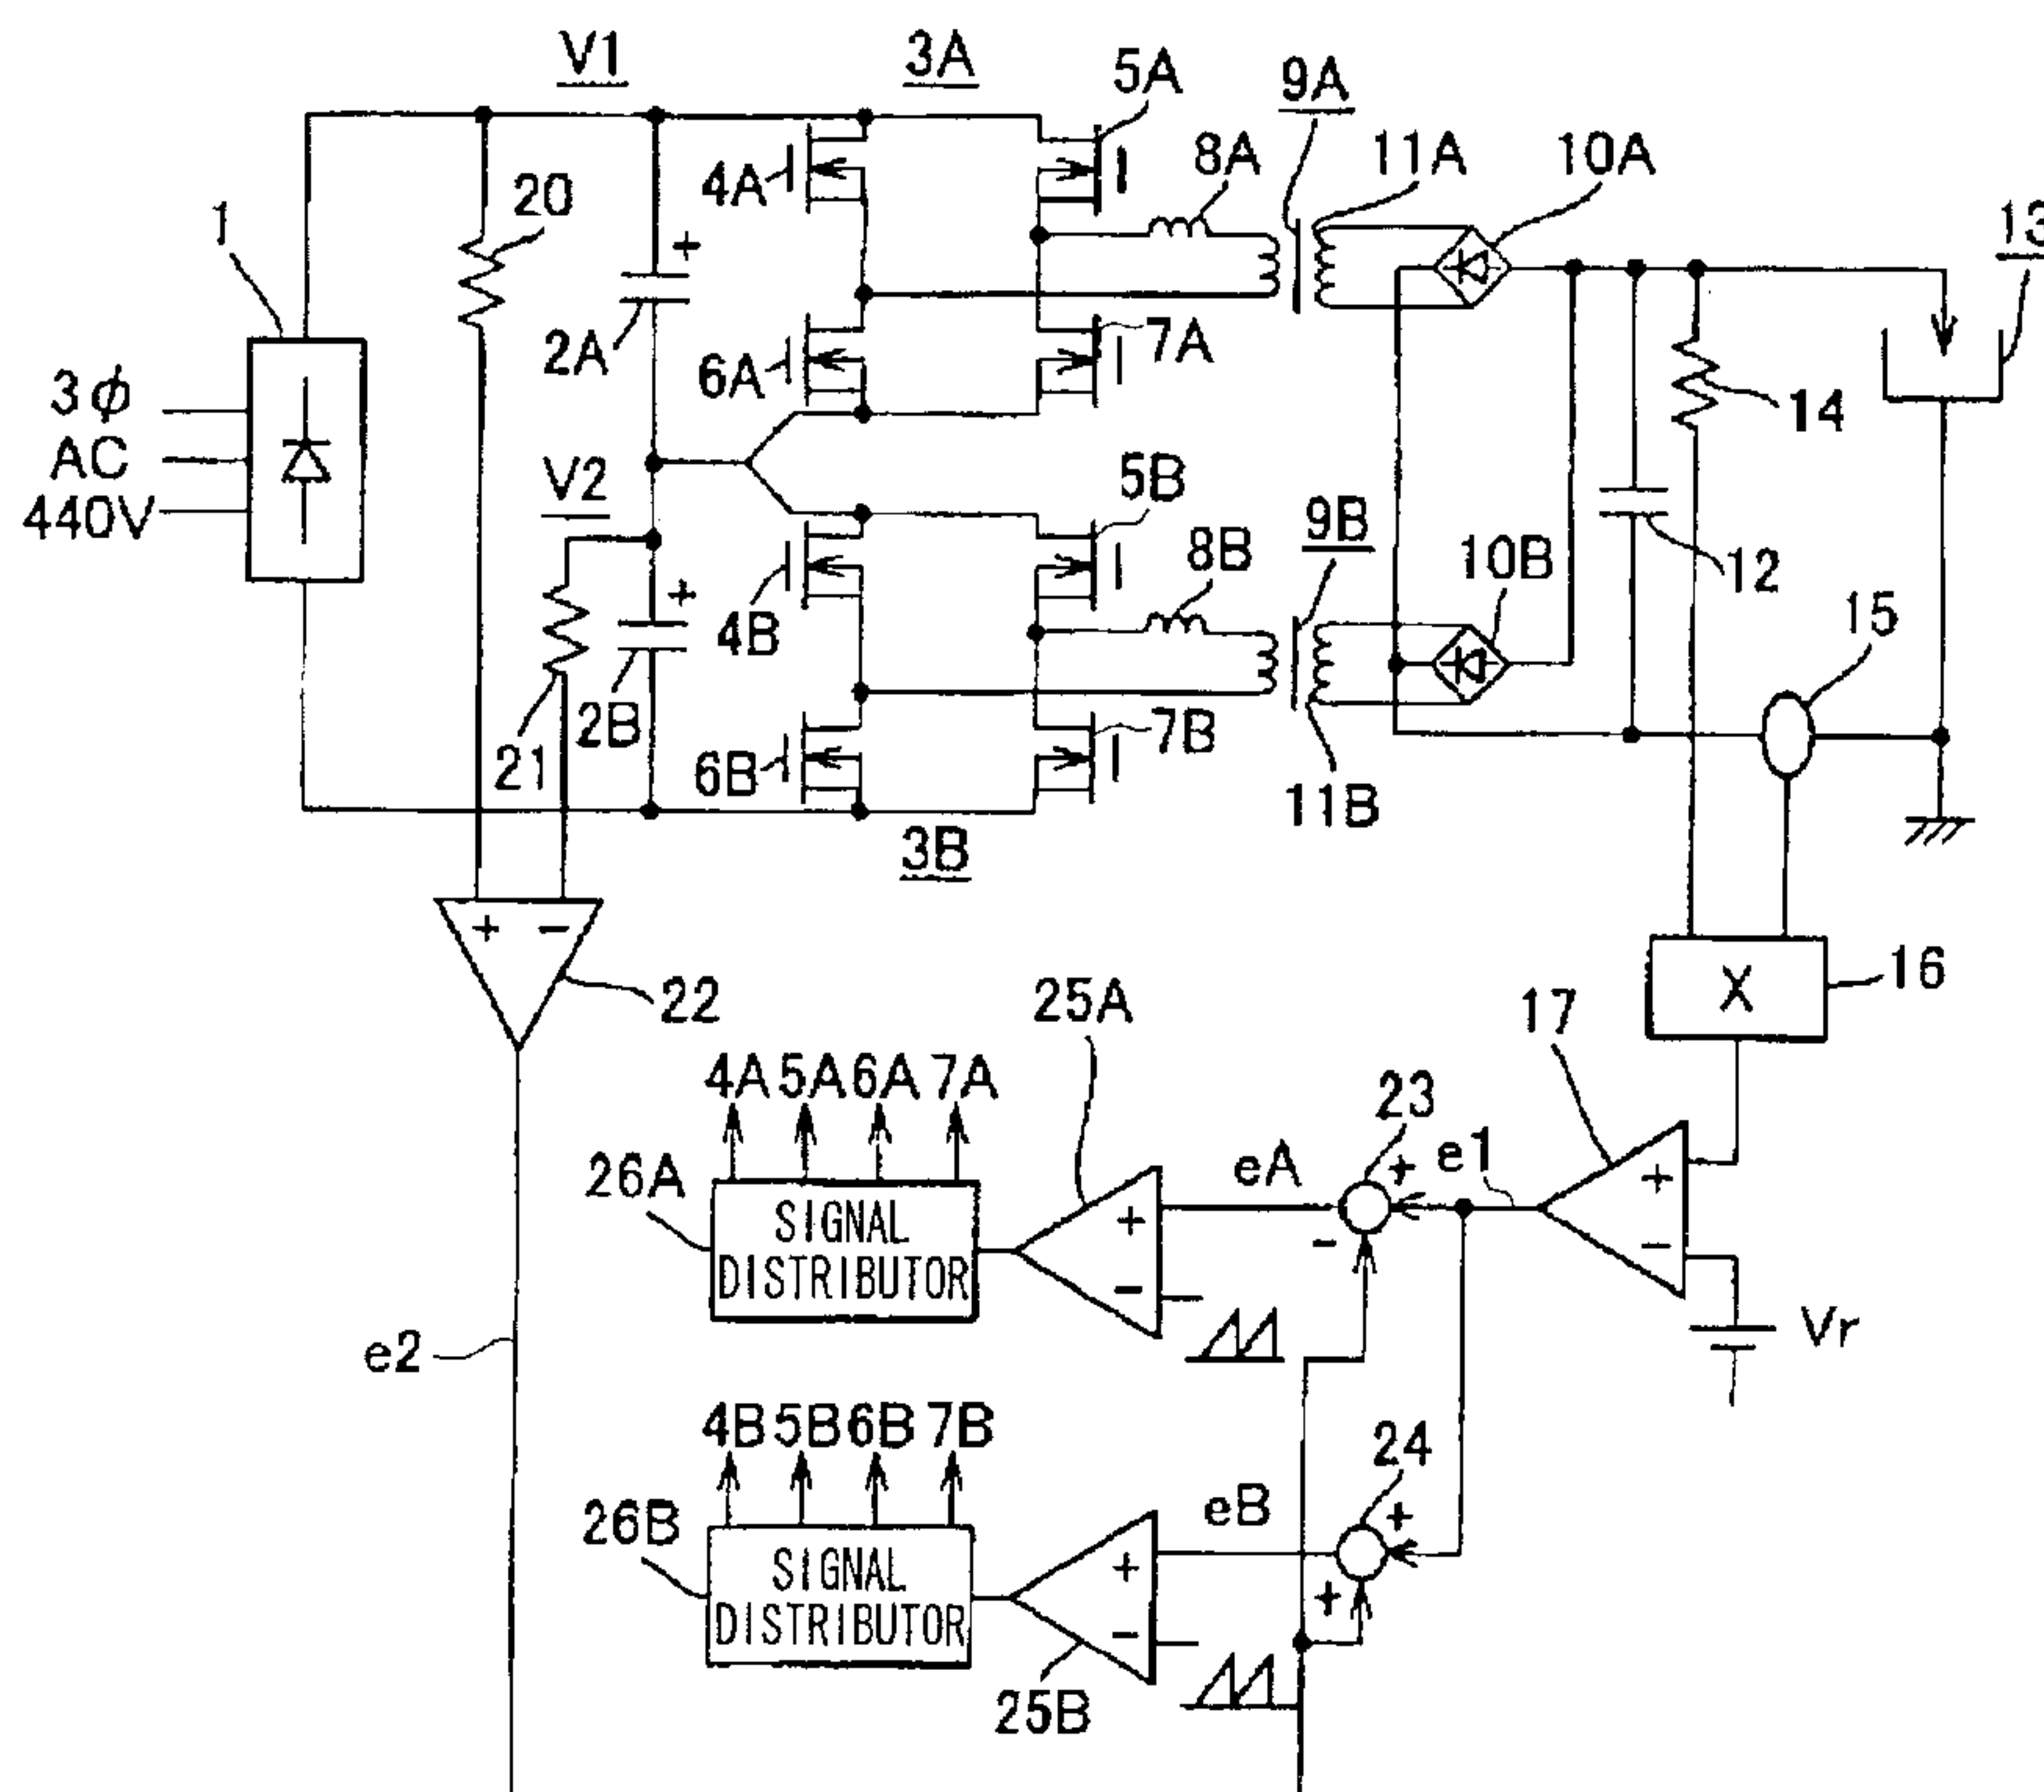 V1
3A
5A
9A
4A
8A
11A
10A
13
1
20
+
2A
6A
7A
3φ
AC
440V
14
V2
5B
9B
8B
10B
12
+
4B
15
21
2B
6B
7B
11B
3B
+ −
22
X
16
25A
17
4A 5A 6A 7A
23
26A
eA
+
e1
+
SIGNAL
DISTRIBUTOR
+
−
−
−
e2
Vr
4B 5B 6B 7B
24
26B
eB
+
SIGNAL
DISTRIBUTOR
+
−
+
25B